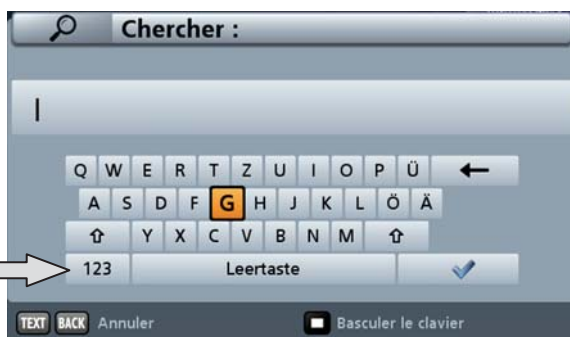 Chercher :
Q W E R T Z U I O P Ü
A S D F G H J K L Ö Ä
Y X C V B N M
123 Leertaste
TEXT BACK Annuler Basculer le clavier